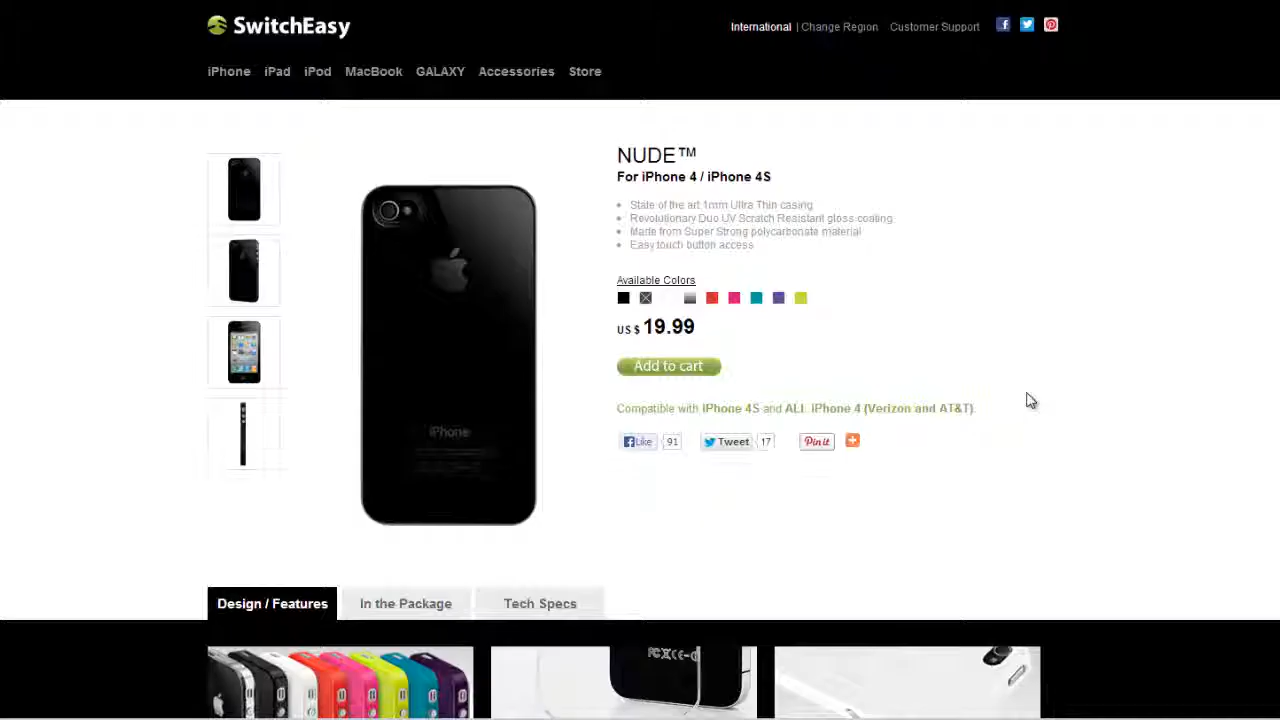 SwitchEasy
International | Change Region Customer Support
iPhone iPad iPod MacBook GALAXY Accessories Store
NUDE™
For iPhone 4 / iPhone 4S
State of the art 1mm Ultra Thin casing
Revolutionary Duo UV Scratch Resistant gloss coating
Made from Super Strong polycarbonate material
Easy touch button access
Available Colors
US $ 19.99
Add to cart
Compatible with iPhone 4S and ALL iPhone 4 (Verizon and AT&T).
Like 91 Tweet 17 Pin it
iPhone
Design / Features In the Package Tech Specs